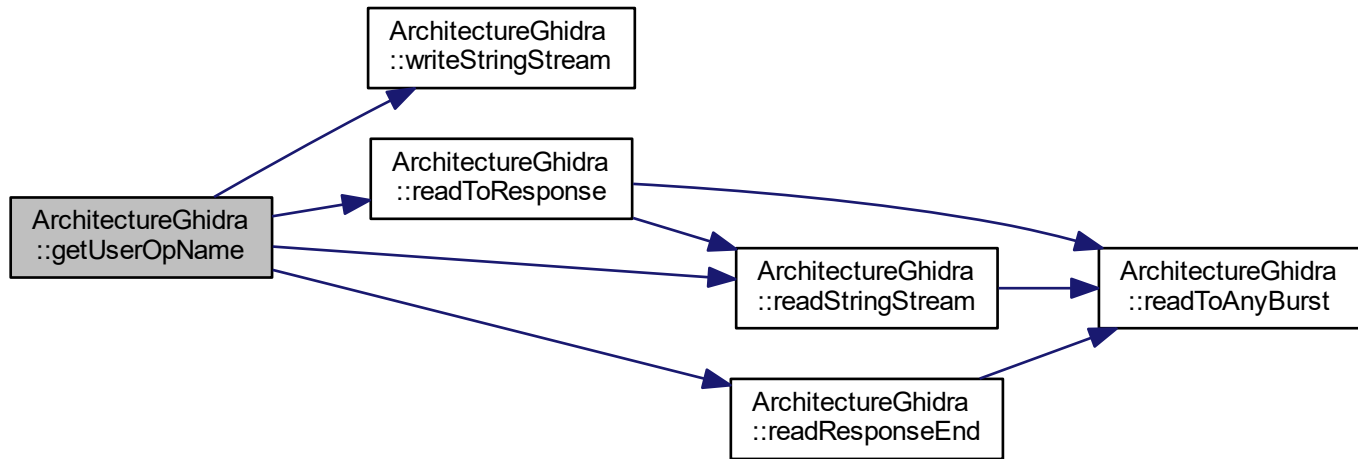 ArchitectureGhidra
::writeStringStream
ArchitectureGhidra
::readToResponse
ArchitectureGhidra
::getUserOpName
ArchitectureGhidra
::readStringStream
ArchitectureGhidra
::readToAnyBurst
ArchitectureGhidra
::readResponseEnd